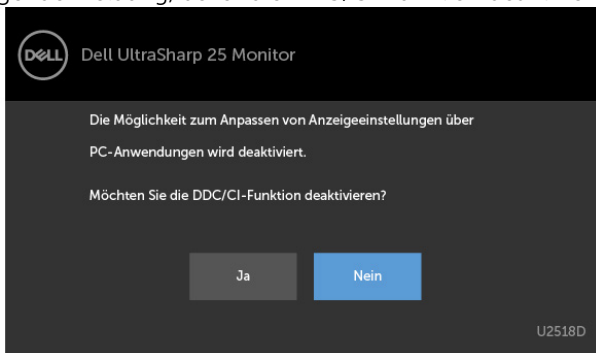 DELL
Dell UltraSharp 25 Monitor
Die Möglichkeit zum Anpassen von Anzeigeeinstellungen über
PC-Anwendungen wird deaktiviert.
Möchten Sie die DDC/CI-Funktion deaktivieren?
Ja
Nein
U2518D